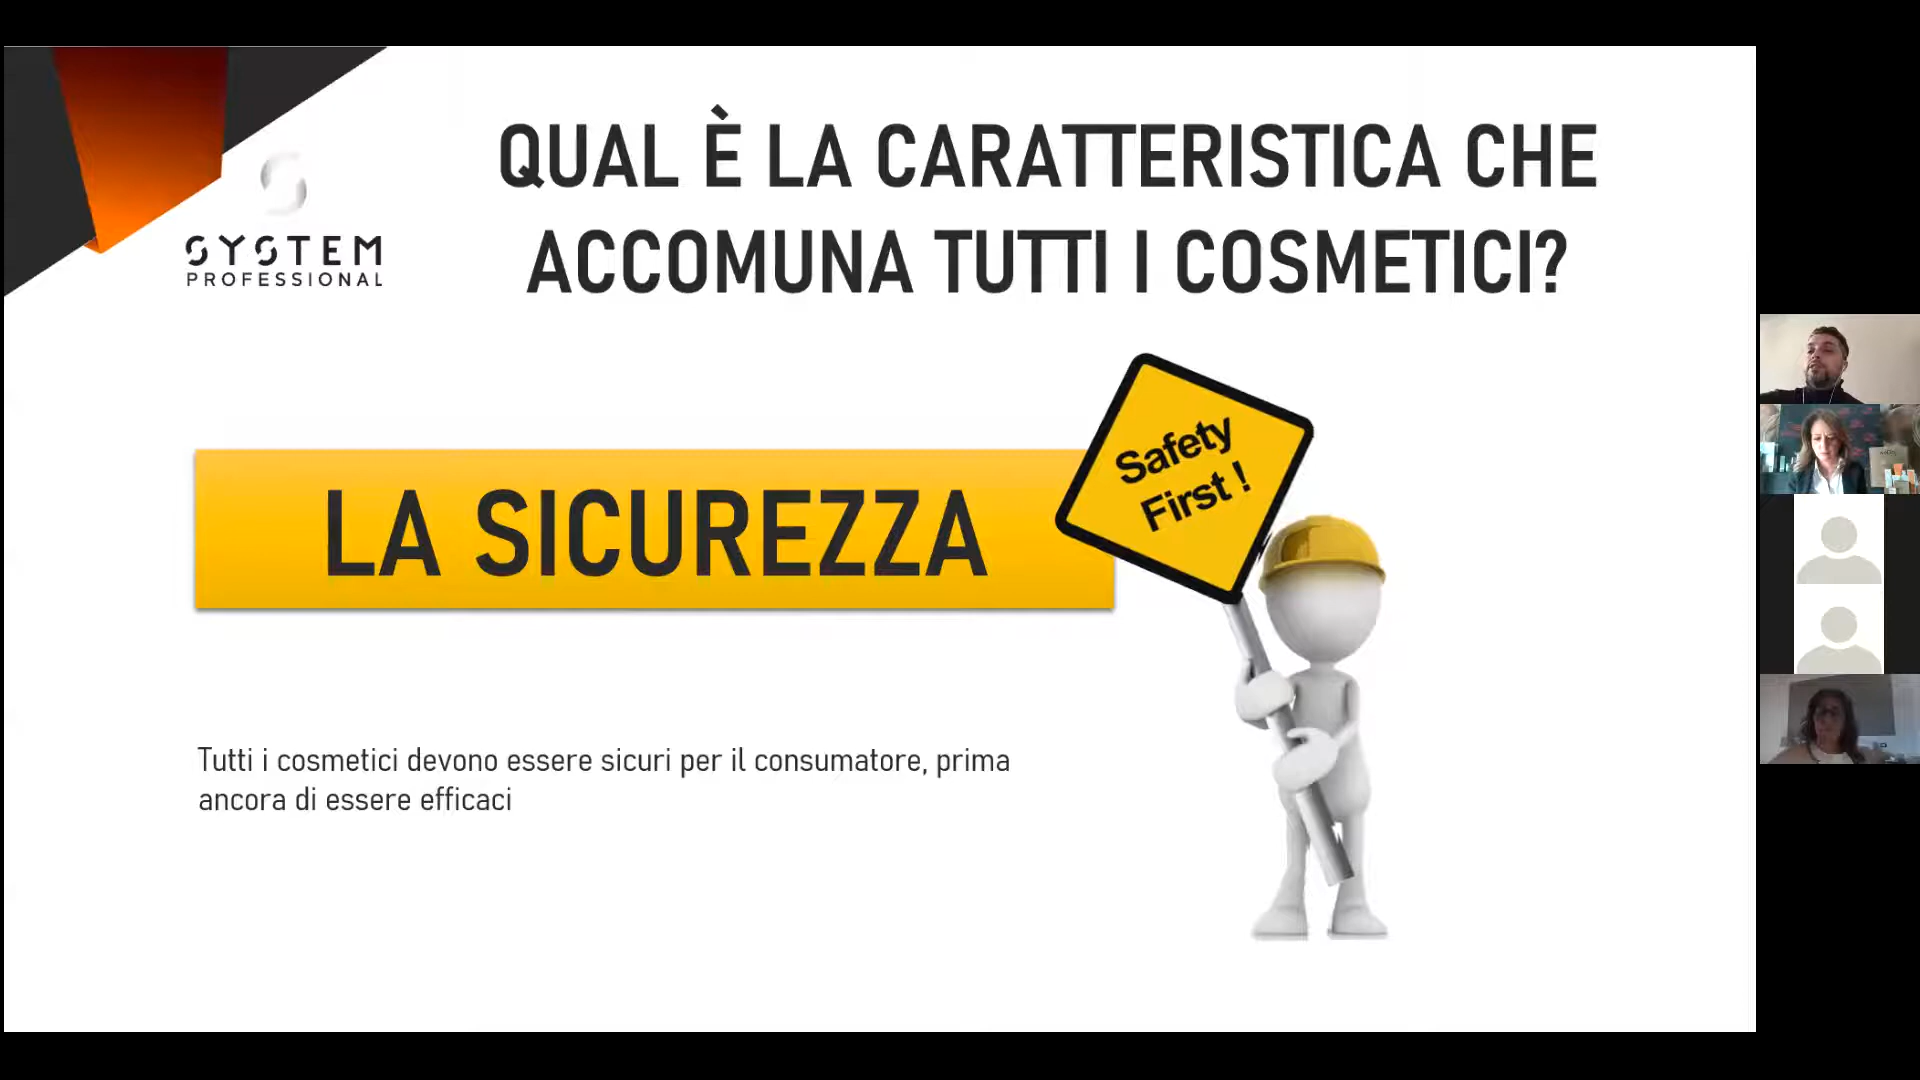 QUAL È LA CARATTERISTICA CHE
ACCOMUNA TUTTI I COSMETICI?
SYSTEM
PROFESSIONAL
Safety
First !
LA SICUREZZA
Tutti i cosmetici devono essere sicuri per il consumatore, prima
ancora di essere efficaci